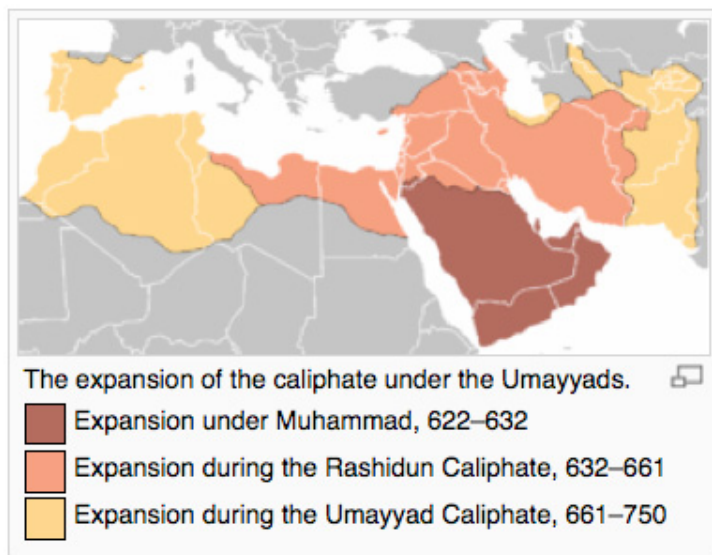 The expansion of the caliphate under the Umayyads.
Expansion under Muhammad, 622–632
Expansion during the Rashidun Caliphate, 632–661
Expansion during the Umayyad Caliphate, 661–750